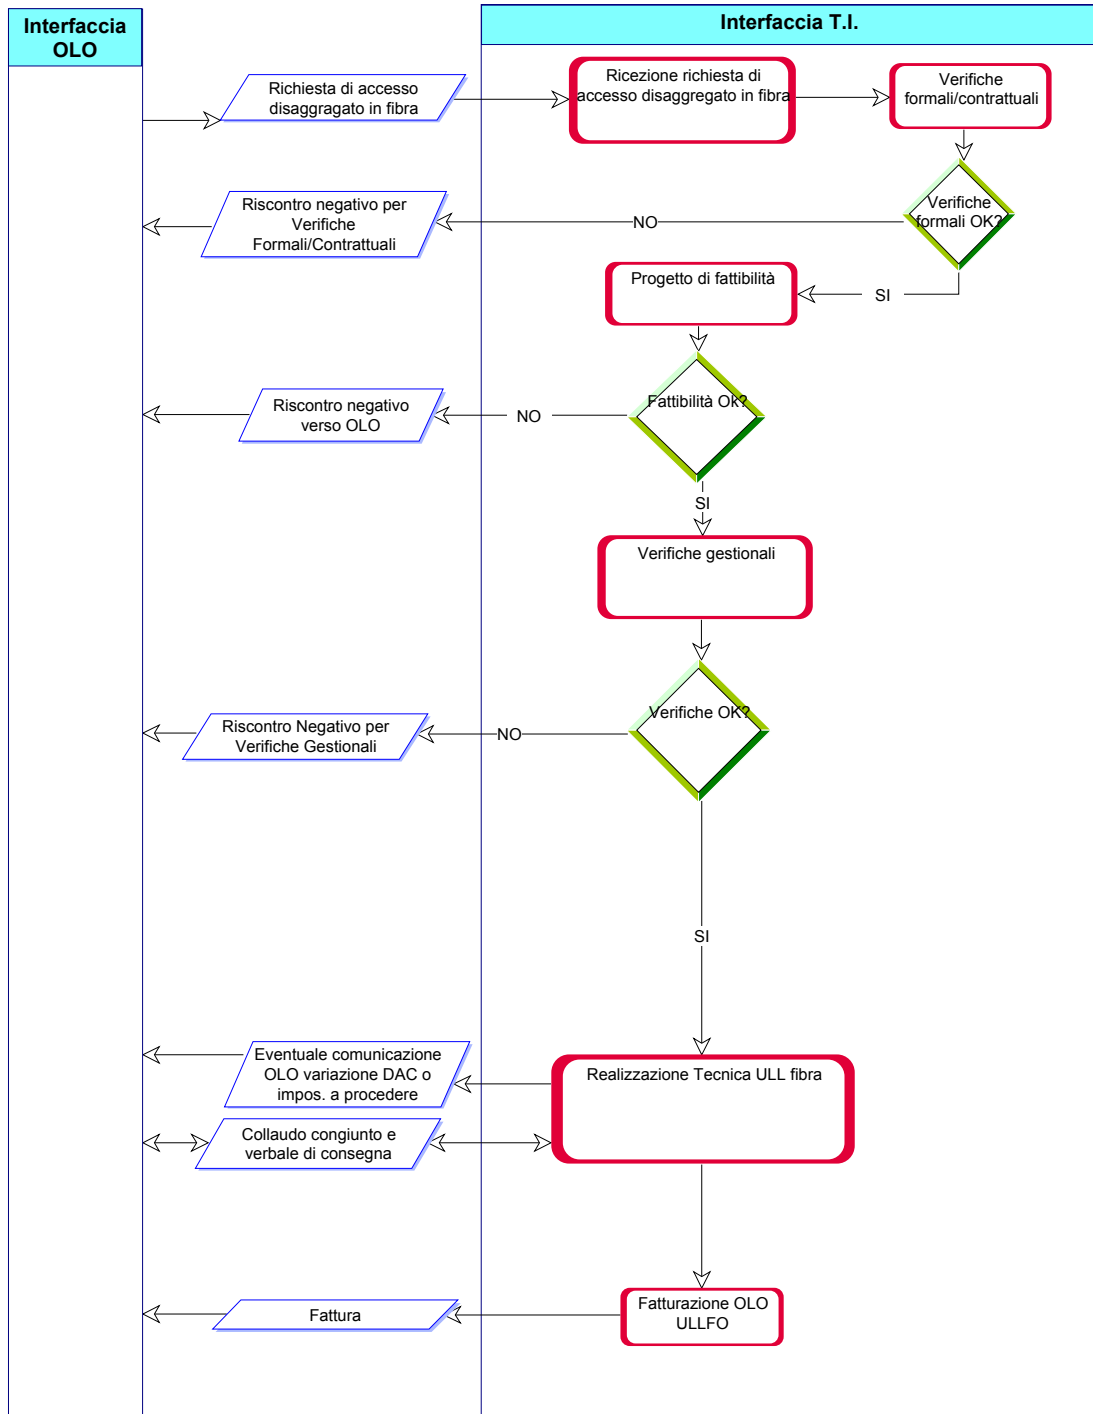 Interfaccia
OLO
Interfaccia T.I.
Richiesta di accesso
disaggragato in fibra
Ricezione richiesta di
accesso disaggregato in fibra
Verifiche
formali/contrattuali
Riscontro negativo per
Verifiche
Formali/Contrattuali
NO
Verifiche
formali OK?
Progetto di fattibilità
SI
Riscontro negativo
verso OLO
NO
Fattibilità Ok?
SI
Verifiche gestionali
Riscontro Negativo per
Verifiche Gestionali
NO
Verifiche OK?
SI
Eventuale comunicazione
OLO variazione DAC o
impos. a procedere
Realizzazione Tecnica ULL fibra
Collaudo congiunto e
verbale di consegna
Fattura
Fatturazione OLO
ULLFO